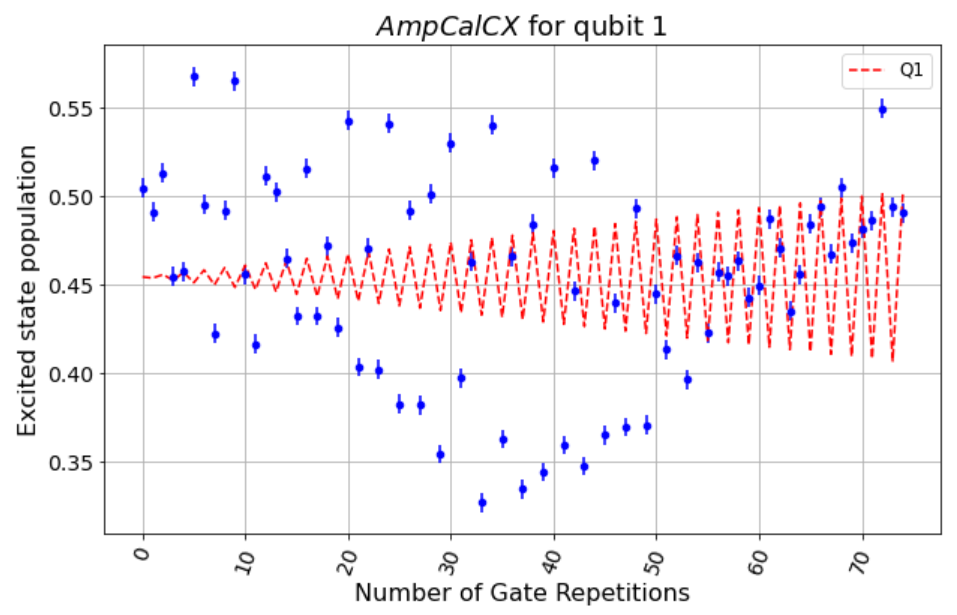 AmpCalCX for qubit 1
Q1
Excited state population
0.55
0.50
0.45
0.40
0.35
0 10 20 30 40 50 60 70
Number of Gate Repetitions